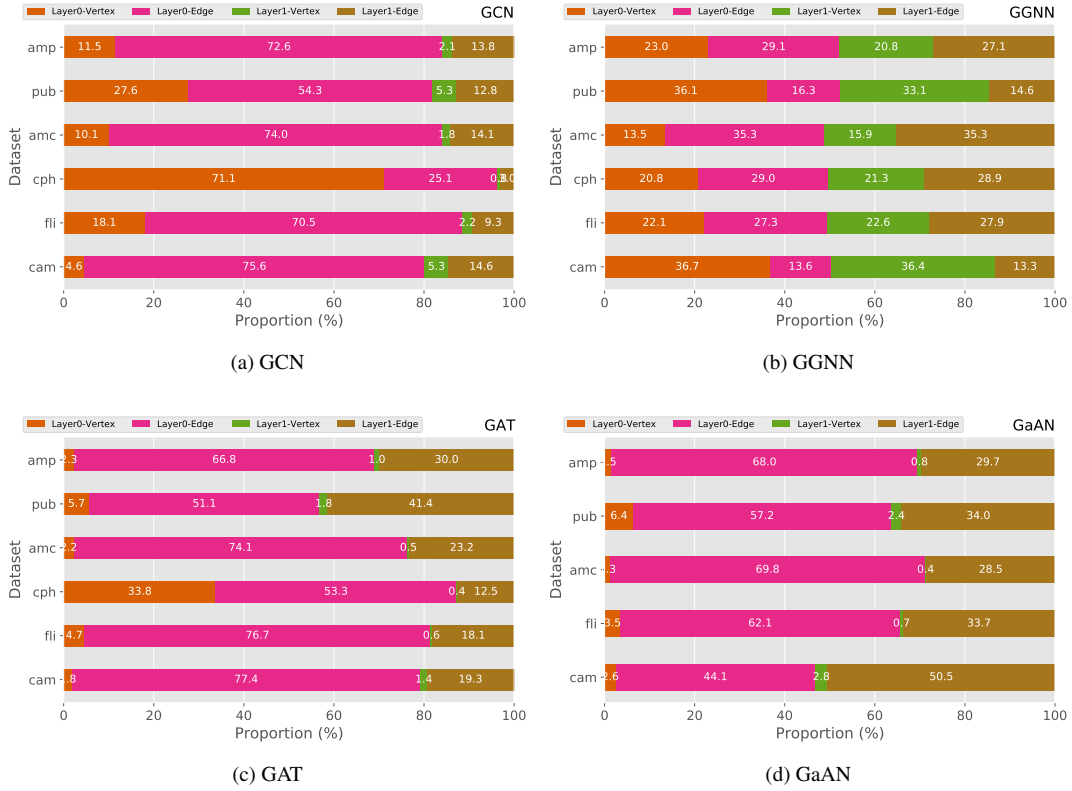 Layer0-Vertex Layer0-Edge Layer1-Vertex Layer1-Edge GCN
Dataset
amp 11.5 72.6 2.1 13.8
pub 27.6 54.3 5.3 12.8
amc 10.1 74.0 1.8 14.1
cph 71.1 25.1
fli 18.1 70.5 2.2 9.3
cam 4.6 75.6 5.3 14.6
0 20 40 60 80 100
Proportion (%)
(a) GCN
Layer0-Vertex Layer0-Edge Layer1-Vertex Layer1-Edge GGNN
Dataset
amp 23.0 29.1 20.8 27.1
pub 36.1 16.3 33.1 14.6
amc 13.5 35.3 15.9 35.3
cph 20.8 29.0 21.3 28.9
fli 22.1 27.3 22.6 27.9
cam 36.7 13.6 36.4 13.3
0 20 40 60 80 100
Proportion (%)
(b) GGNN
Layer0-Vertex Layer0-Edge Layer1-Vertex Layer1-Edge GAT
Dataset
amp 2.3 66.8 1.0 30.0
pub 5.7 51.1 1.8 41.4
amc 2.2 74.1 0.5 23.2
cph 33.8 53.3 0.4 12.5
fli 4.7 76.7 0.6 18.1
cam .8 77.4 1.4 19.3
0 20 40 60 80 100
Proportion (%)
(c) GAT
Layer0-Vertex Layer0-Edge Layer1-Vertex Layer1-Edge GaAN
Dataset
amp .5 68.0 0.8 29.7
pub 6.4 57.2 2.4 34.0
amc .3 69.8 0.4 28.5
fli 3.5 62.1 0.7 33.7
cam 2.6 44.1 2.8 50.5
0 20 40 60 80 100
Proportion (%)
(d) GaAN